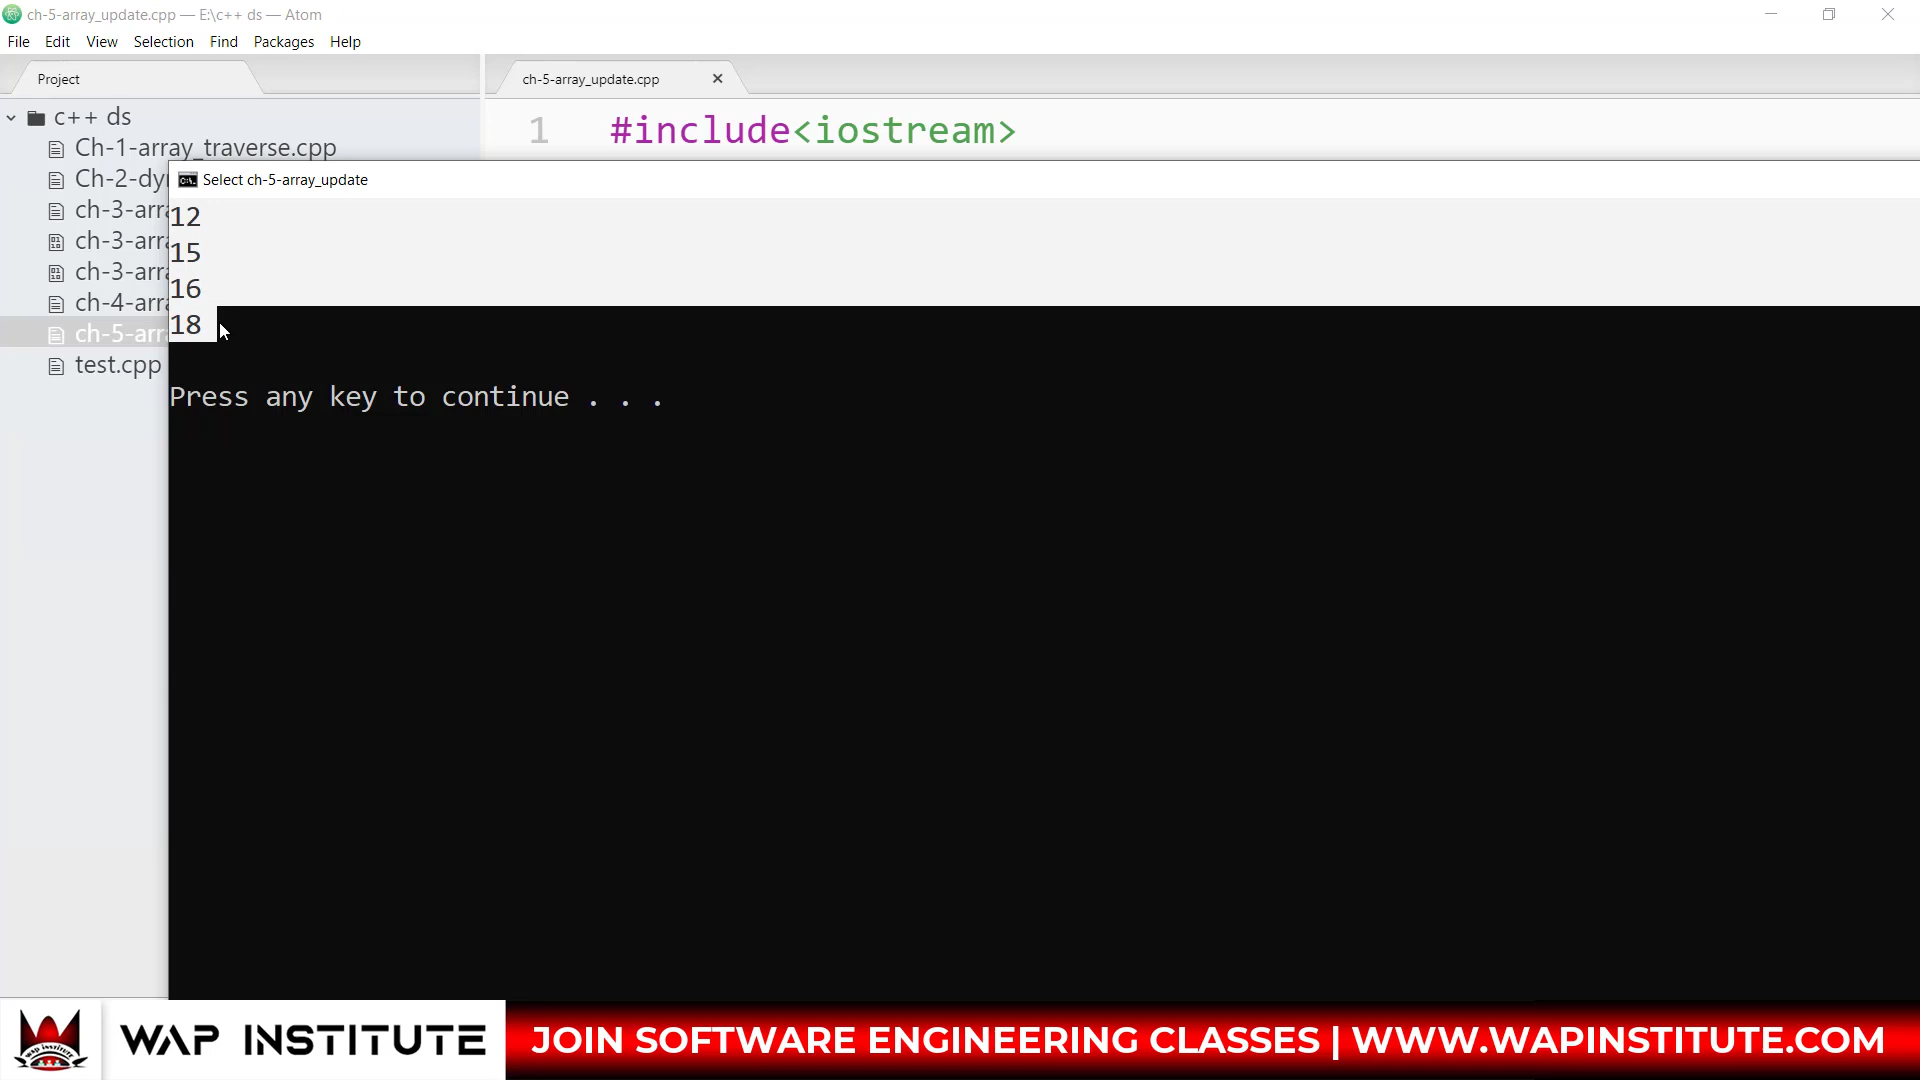 ch-5-array_update.cpp — E:\c++ ds — Atom
File Edit View Selection Find Packages Help
Project
ch-5-array_update.cpp
c++ ds
Ch-1-array_traverse.cpp
Ch-2-dy
ch-3-arr
ch-3-arr
ch-3-arr
ch-4-arr
ch-5-arr
test.cpp
1 #include<iostream>
Select ch-5-array_update
12
15
16
18
Press any key to continue . . .
WAP INSTITUTE
JOIN SOFTWARE ENGINEERING CLASSES | WWW.WAPINSTITUTE.COM